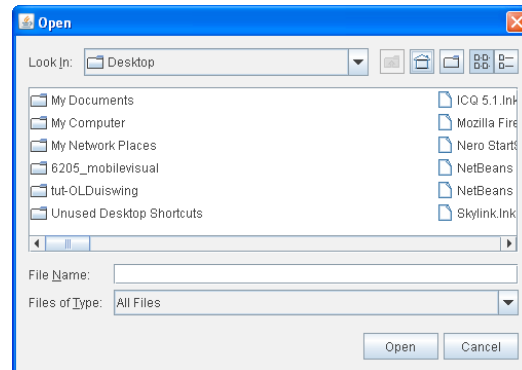 Open
Look In: Desktop
My Documents
My Computer
My Network Places
6205_mobilevisual
tut-OLDuiswing
Unused Desktop Shortcuts
ICQ 5.1.lnk
Mozilla Fire
Nero StartS
NetBeans
NetBeans
Skylink.lnk
File Name:
Files of Type: All Files
Open Cancel